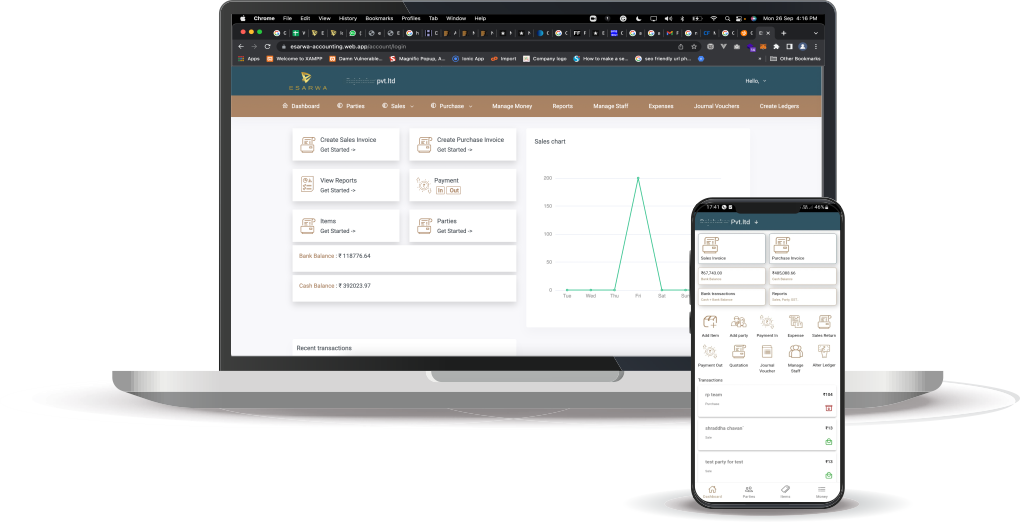 Chrome File Edit View History Bookmarks Profiles Tab Window Help
Mon 26 Sep 4:16 PM
esarwa-accounting.web.app/account/login
Apps Welcome to XAMPP Damn Vulnerable... Magnific Popup, A... Ionic App Import Company logo How to make a se... seo friendly url ph... » Other Bookmarks
ESARWA
pvt.ltd
Hello,
Dashboard Parties Sales Purchase Manage Money Reports Manage Staff Expenses Journal Vouchers Create Ledgers
Create Sales Invoice
Get Started ->
Create Purchase Invoice
Get Started ->
Sales chart
View Reports
Get Started ->
Payment
In Out
Items
Get Started ->
Parties
Get Started ->
Bank Balance : ₹ 118776.64
Cash Balance : ₹ 392023.97
Recent transactions
200
150
100
50
0
Tue Wed Thu Fri Sat Sun
17:41
46%
Pvt.ltd
Sales Invoice
Purchase Invoice
₹67,743.00
Bank Balance
Cash Balance
Bank transactions
Reports
Add Item Add party Payment In Expense Sales Return
Payment Out Quotation Journal Voucher Manage Staff Alter Ledger
Transactions
rp team
₹104
Purchase
shraddha chavan
₹13
Sale
test party for test
₹13
Sale
Dashboard Parties Items Money